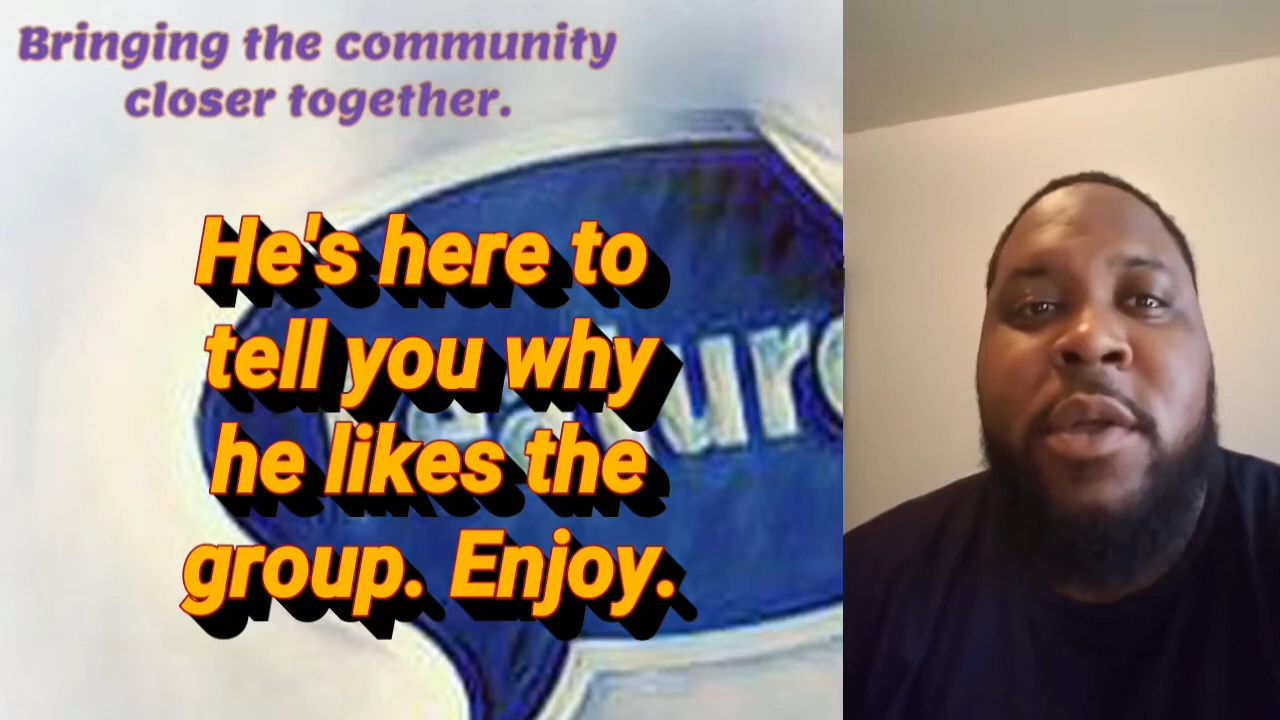 Bringing the community
closer together.
He's here to
tell you why
he likes the
group. Enjoy.